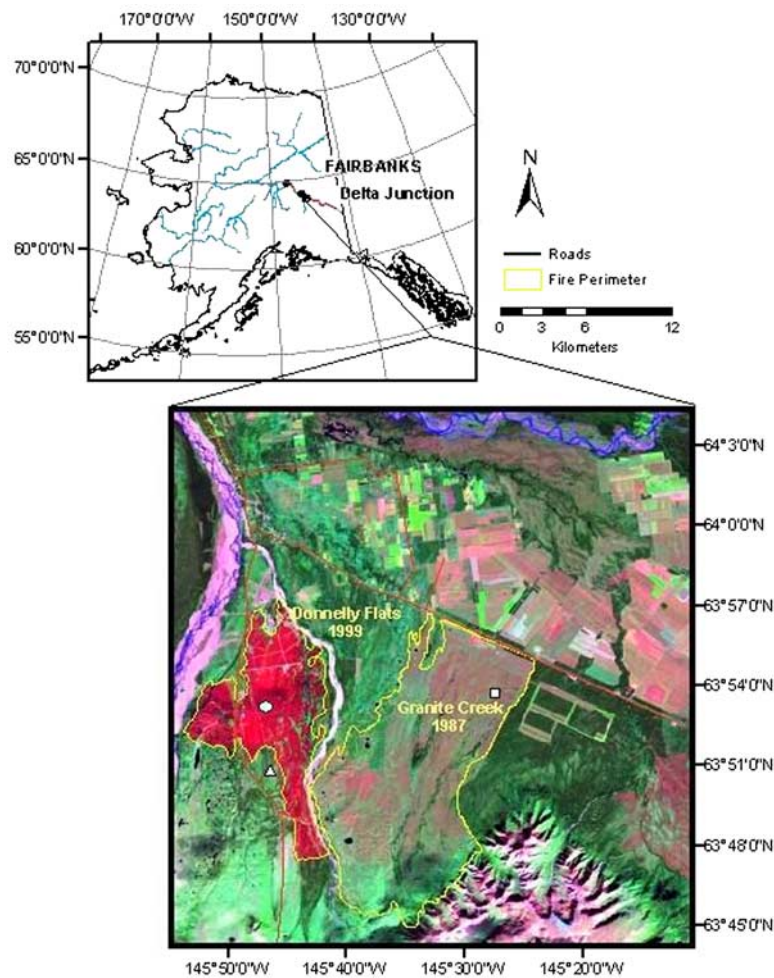 170°0'0"W 150°0'0"W 130°0'0"W
70°0'0"N
65°0'0"N
60°0'0"N
55°0'0"N
FAIRBANKS
Delta Junction
N
Roads
Fire Perimeter
0 3 6 12
Kilometers
Donnelly Flats
1999
Granite Creek
1987
64°3'0"N
64°0'0"N
63°57'0"N
63°54'0"N
63°51'0"N
63°48'0"N
63°45'0"N
145°50'0"W 145°40'0"W 145°30'0"W 145°20'0"W